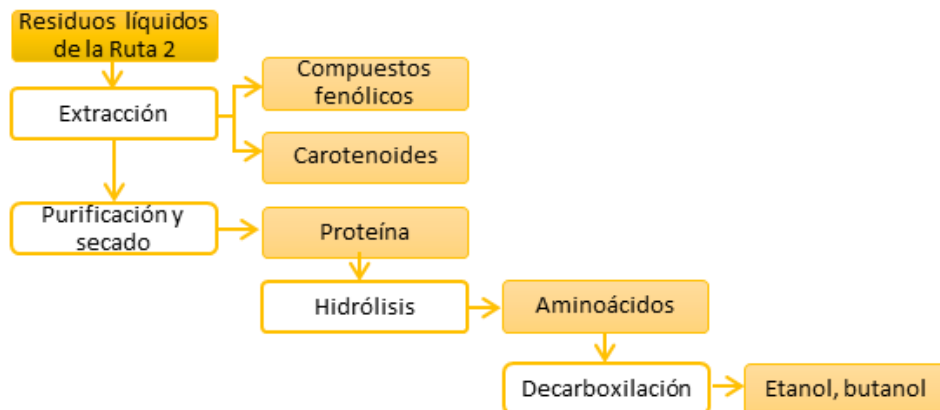 Residuos líquidos
de la Ruta 2
Extracción
Compuestos
fenólicos
Carotenoides
Purificación y
secado
Proteína
Hidrólisis
Aminoácidos
Decarboxilación
Etanol, butanol